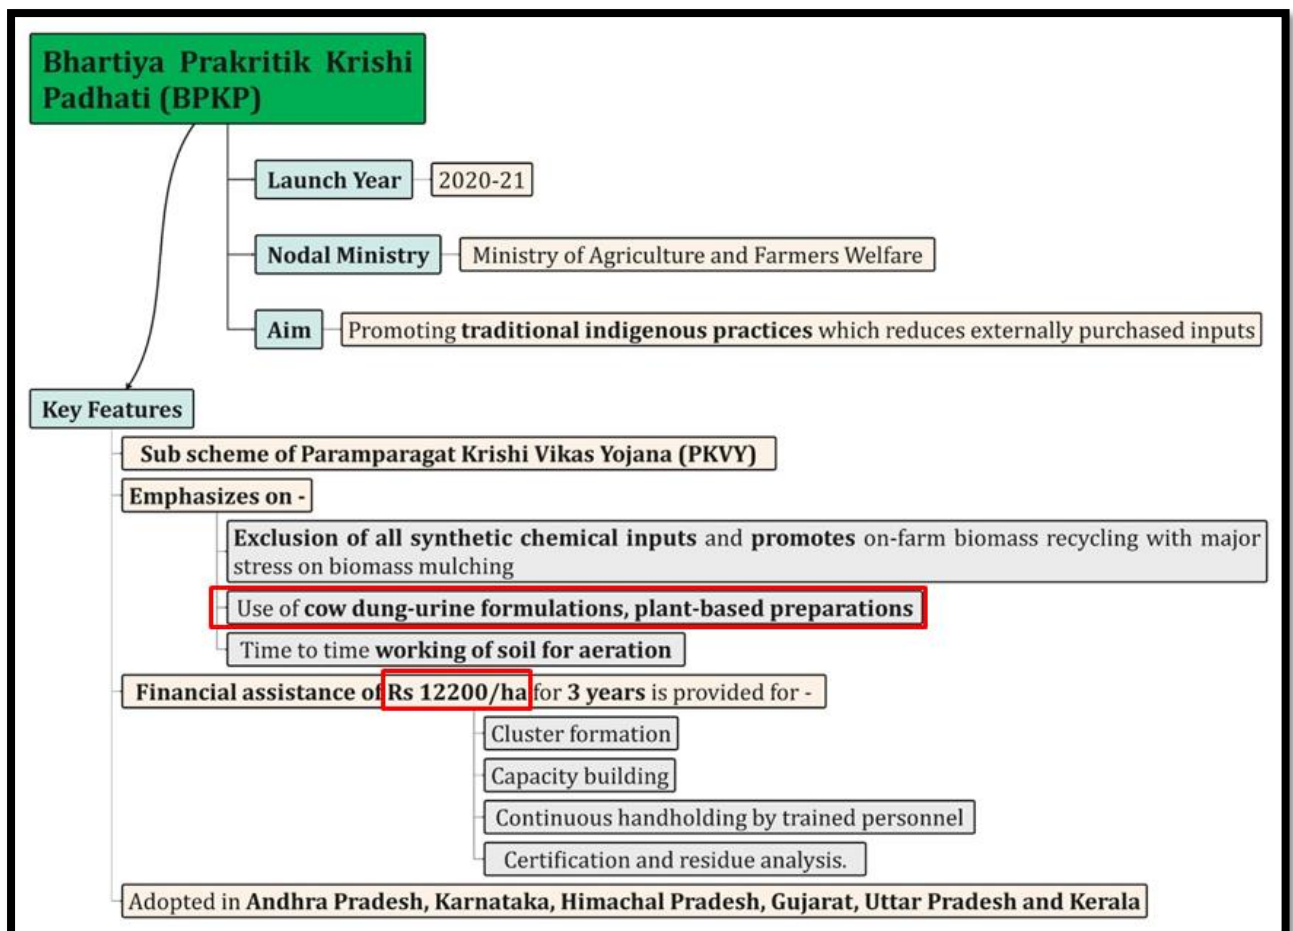 Bhartiya Prakritik Krishi
Padhati (BPKP)
Launch Year
2020-21
Nodal Ministry
Ministry of Agriculture and Farmers Welfare
Aim
Promoting traditional indigenous practices which reduces externally purchased inputs
Key Features
Sub scheme of Paramparagat Krishi Vikas Yojana (PKVY)
Emphasizes on -
Exclusion of all synthetic chemical inputs and promotes on-farm biomass recycling with major
stress on biomass mulching
Use of cow dung-urine formulations, plant-based preparations
Time to time working of soil for aeration
Financial assistance of Rs 12200/ha for 3 years is provided for -
Cluster formation
Capacity building
Continuous handholding by trained personnel
Certification and residue analysis.
Adopted in Andhra Pradesh, Karnataka, Himachal Pradesh, Gujarat, Uttar Pradesh and Kerala